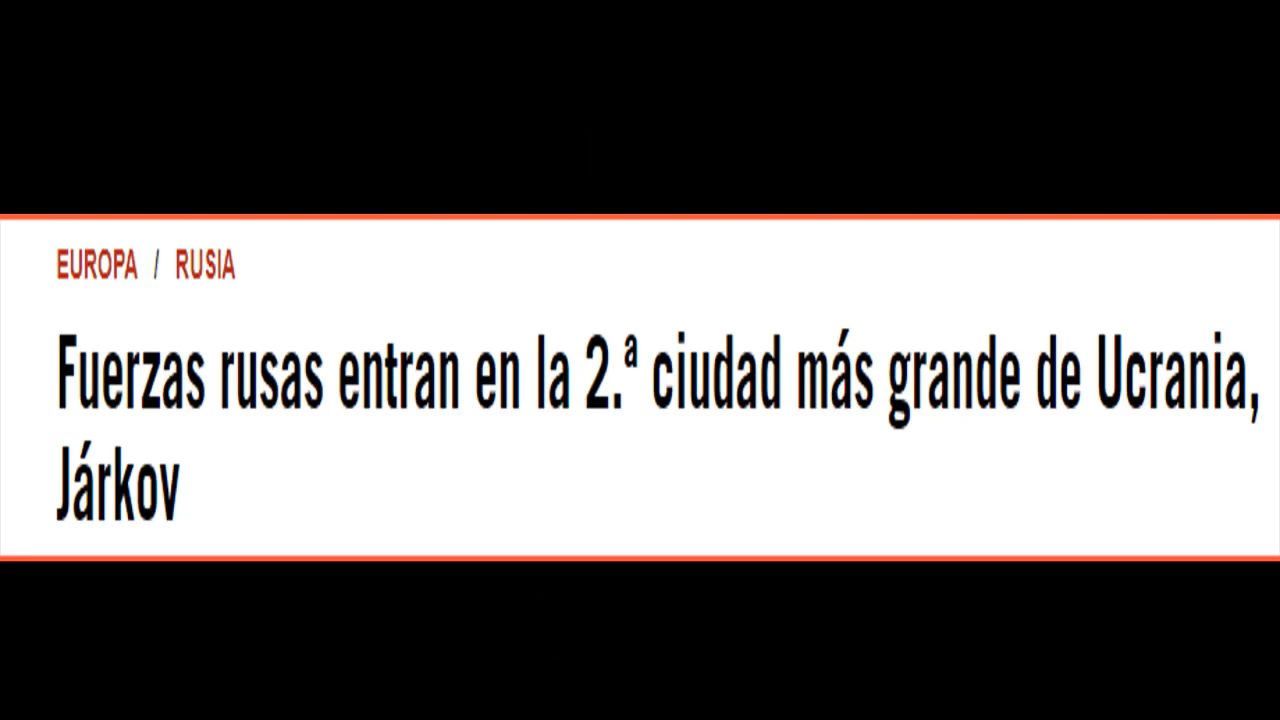 EUROPA / RUSIA
Fuerzas rusas entran en la 2.ª ciudad más grande de Ucrania,
Járkov